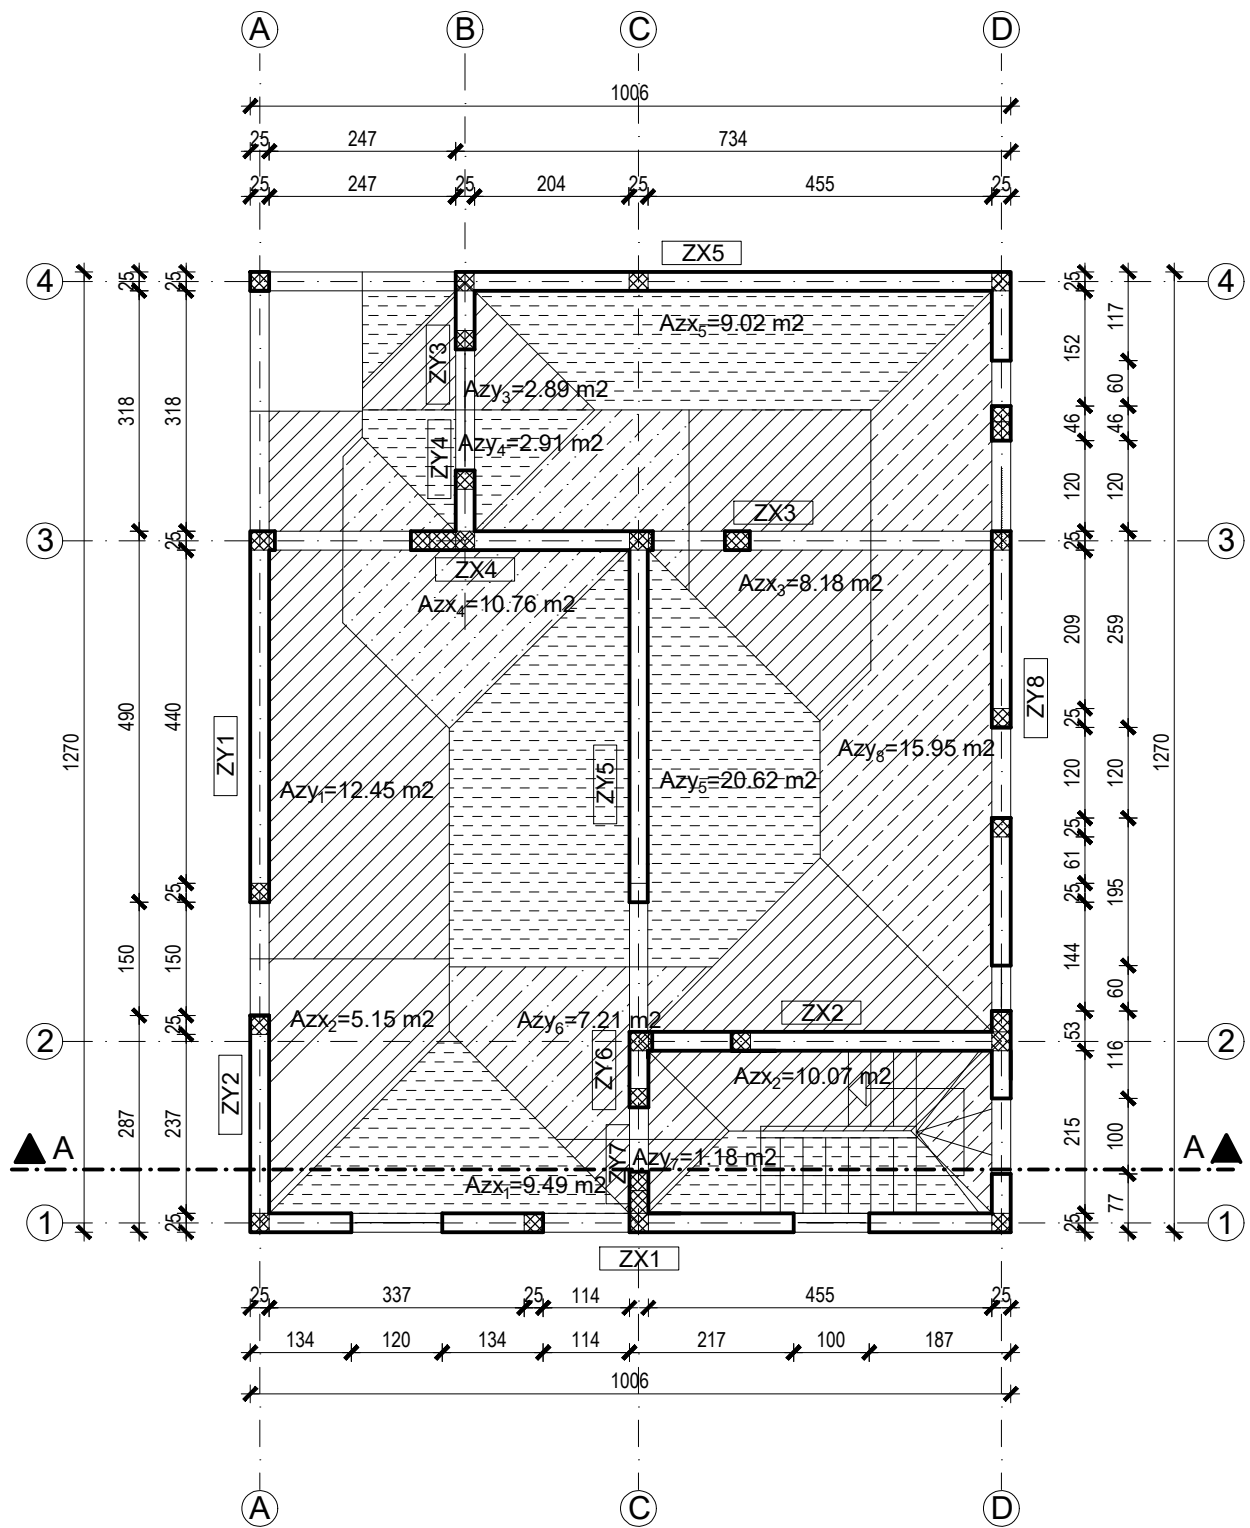 A B C D
1006
25 247 734
25 247 25 204 25 455 25
ZX5
4 4
25 25 25
Azx5=9.02 m2
117
152
ZY3
Azy3=2.89 m2
60
318 318 46 46
ZY4
Azy4=2.91 m2
120 120
ZX3
3 3
25 25
ZX4
Azx3=8.18 m2
Azx4=10.76 m2
209 259
490 440
ZY1 ZY8
25
1270 1270
Azy8=15.95 m2
ZY5
Azy1=12.45 m2 Azy5=20.62 m2
120 120
25
61
25 25
195
150 150 144
60
Azx2=5.15 m2 Azy6=7.21 m2
ZX2
25
2 2
53
ZY2 ZY6
Azx2=10.07 m2
116
287 237 215 100
A A
ZY7
Azy7=1.18 m2
Azx1=9.49 m2
77
1 1
25 25
ZX1
25 337 25 114 455 25
134 120 134 114 217 100 187
1006
A C D